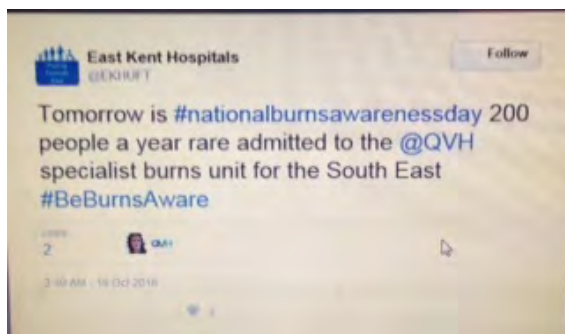 East Kent Hospitals
@EKHUFT
Follow
Tomorrow is #nationalburnsawarenessday 200
people a year rare admitted to the @QVH
specialist burns unit for the South East
#BeBurnsAware
2